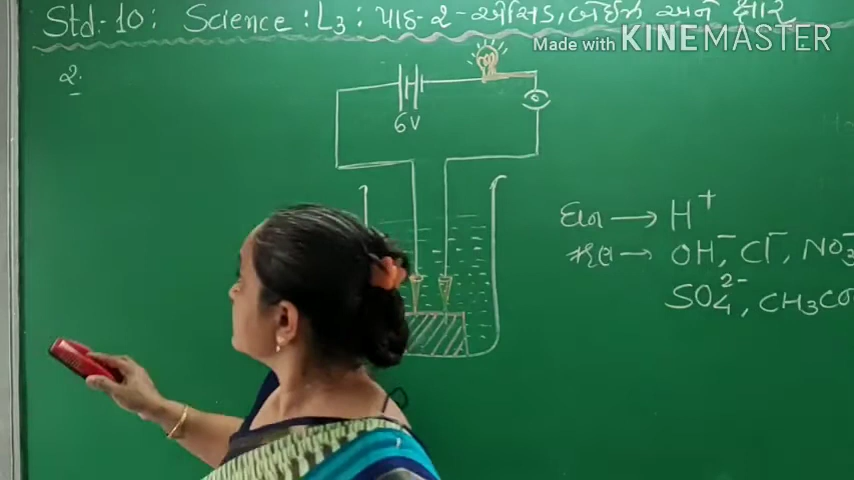 Std:-10: Science: L3: પાઠ-2-એસિડ, બેઈઝ અને ક્ષાર
Made with KINEMASTER
૨.
6V
ધન → H⁺
ઋણ → OH⁻, Cl⁻, NO₃⁻
SO₄²⁻, CH₃CO